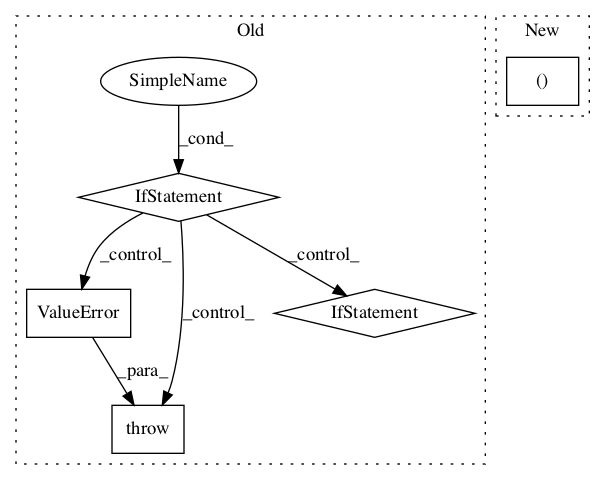 Old
New
SimpleName
()
_cond_
IfStatement
_control_
_control_
_control_
ValueError
IfStatement
_para_
throw